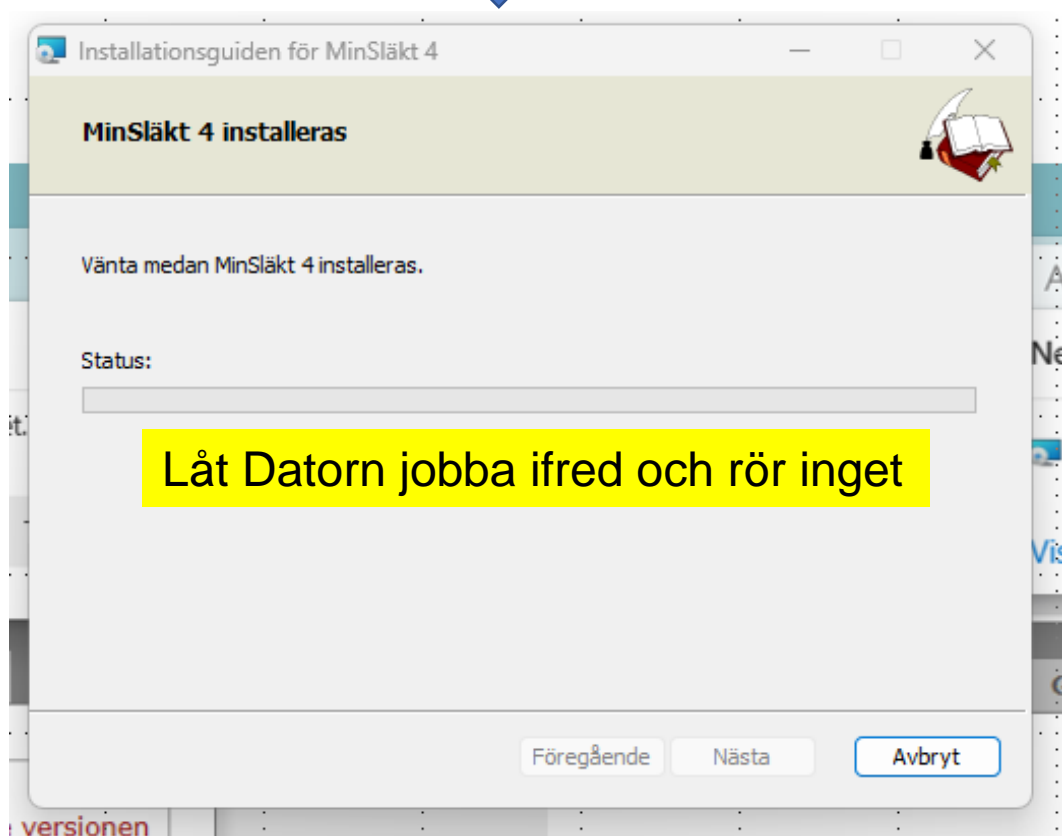 Installationsguiden för MinSläkt 4
MinSläkt 4 installeras
Vänta medan MinSläkt 4 installeras.
Status:
Låt Datorn jobba ifred och rör inget
Föregående Nästa Avbryt
versionen